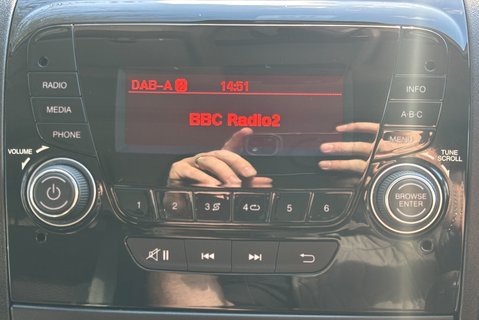 RADIO
MEDIA
PHONE
VOLUME
DAB-A 14:51
BBC Radio2
INFO
A-B-C
MENU
TUNE
SCROLL
BROWSE
ENTER
1 2 3 4 5 6